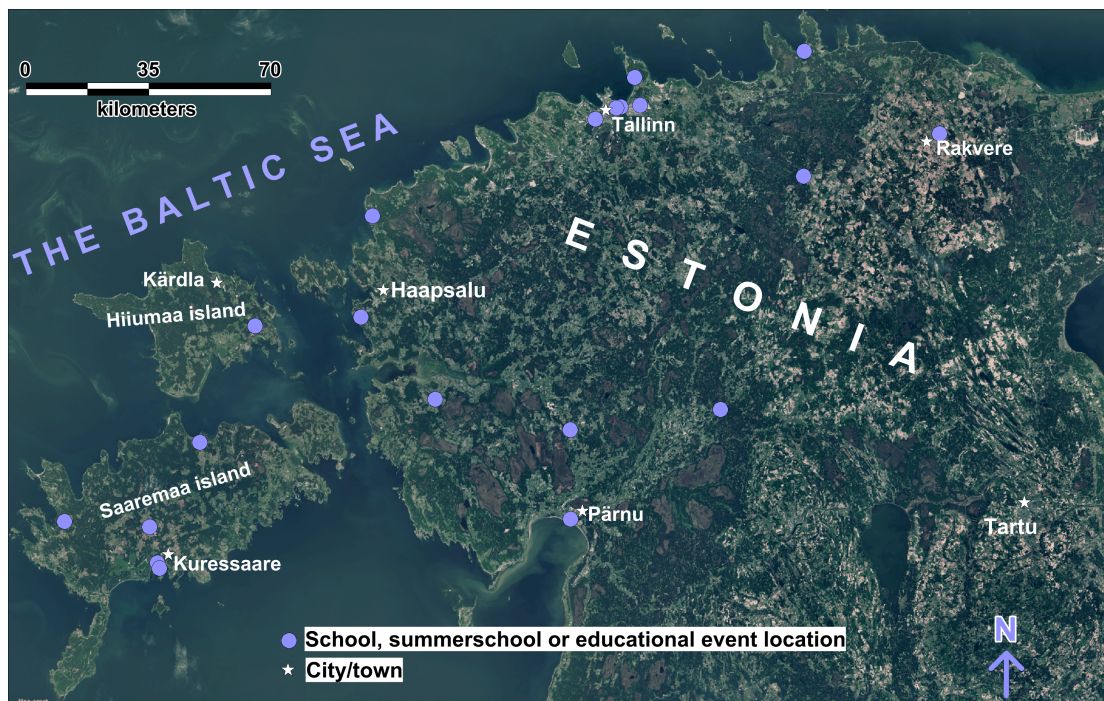 0 35 70
kilometers
THE BALTIC SEA
Tallinn
Rakvere
ESTONIA
Kärdla
Haapsalu
Hiiumaa island
Saaremaa island
Pärnu
Tartu
Kuressaare
N
School, summerschool or educational event location
City/town